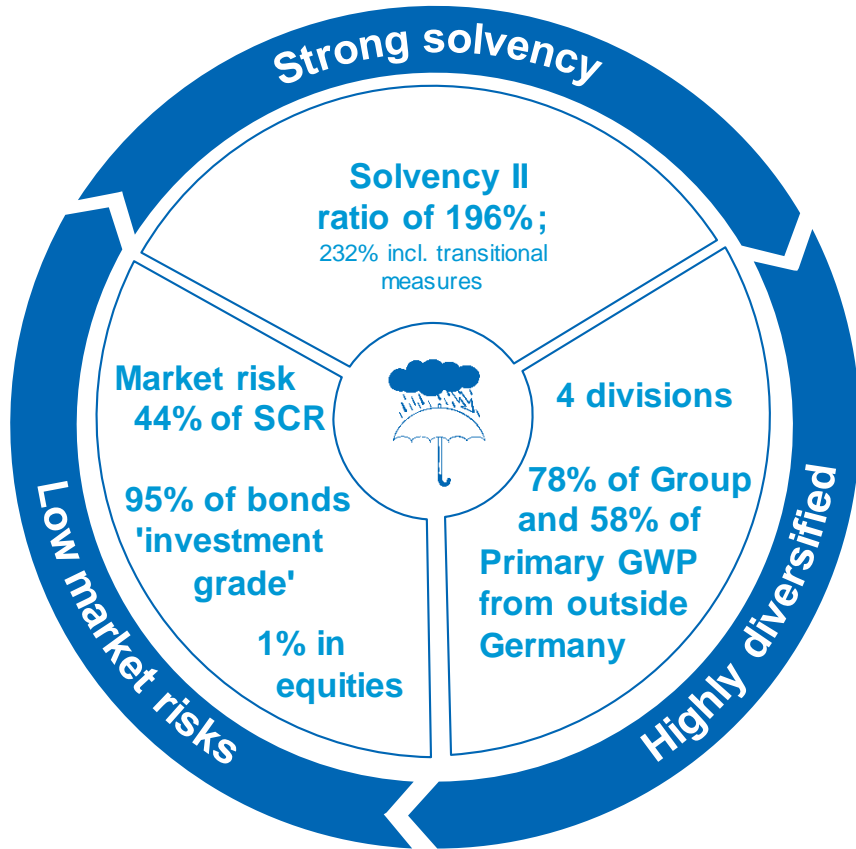 Strong solvency
Solvency II
ratio of 196%;
232% incl. transitional
measures
Highly diversified
4 divisions
78% of Group
and 58% of
Primary GWP
from outside
Germany
Low market risks
Market risk
44% of SCR
95% of bonds
'investment
grade'
1% in
equities